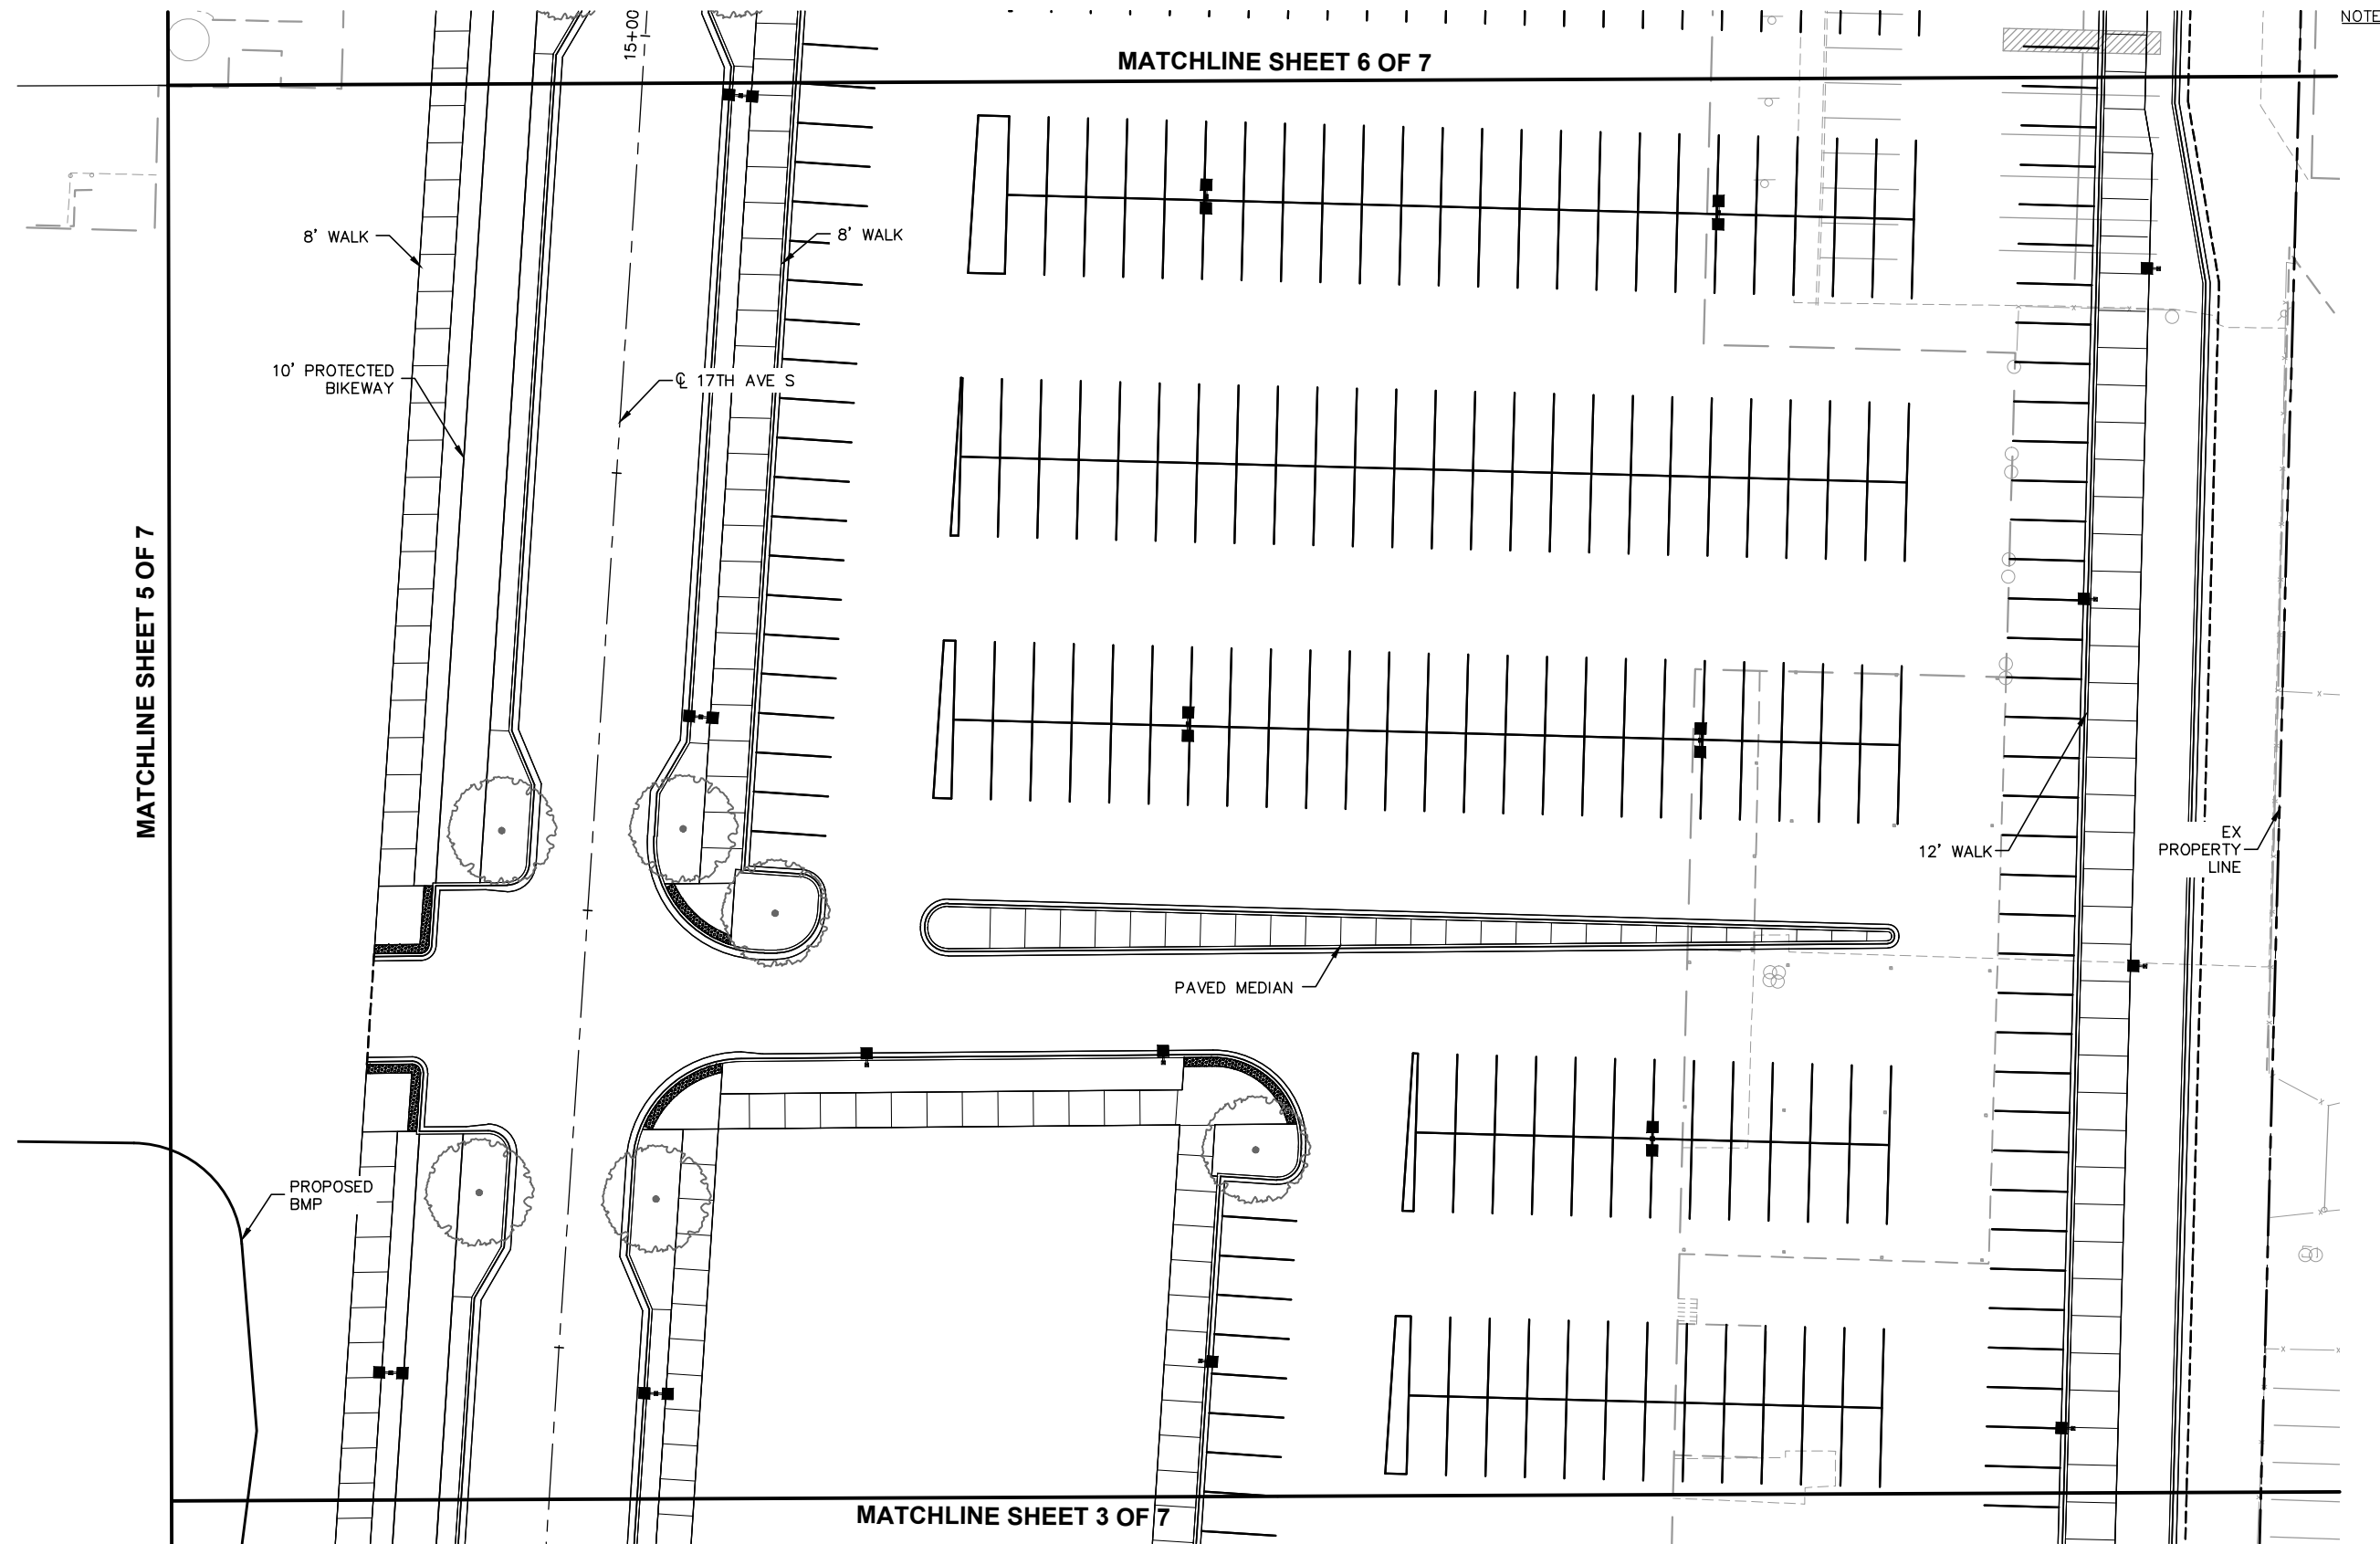 NOTE
15+00
MATCHLINE SHEET 6 OF 7
8' WALK
8' WALK
10' PROTECTED
BIKEWAY
℄ 17TH AVE S
MATCHLINE SHEET 5 OF 7
12' WALK
EX
PROPERTY
LINE
PAVED MEDIAN
PROPOSED
BMP
MATCHLINE SHEET 3 OF 7